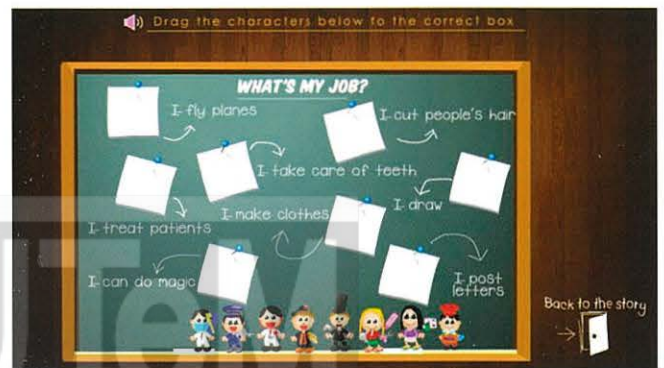 Drag the characters below to the correct box
WHAT'S MY JOB?
I fly planes
I cut people's hair
I take care of teeth
I draw
I make clothes
I treat patients
I can do magic
I post
letters
Back to the story
UTeM